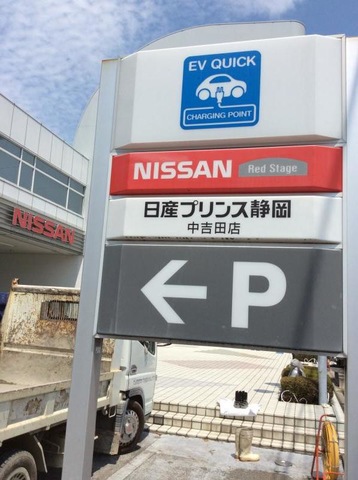 EV QUICK
CHARGING POINT
NISSAN Red Stage
日産プリンス静岡
中吉田店
← P
NISSAN